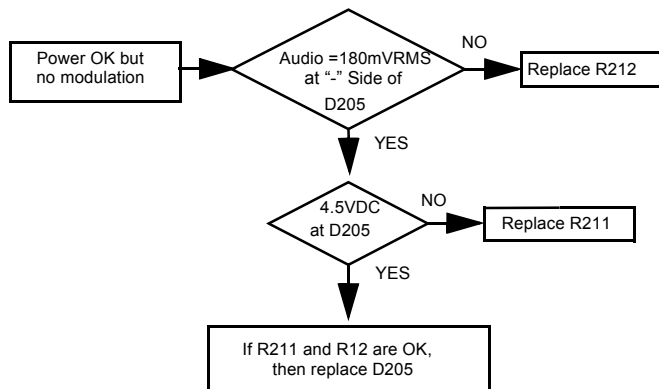 Power OK but
no modulation
Audio =180mVRMS
at “-” Side of
D205
NO
Replace R212
YES
4.5VDC
at D205
NO
Replace R211
YES
If R211 and R12 are OK,
then replace D205